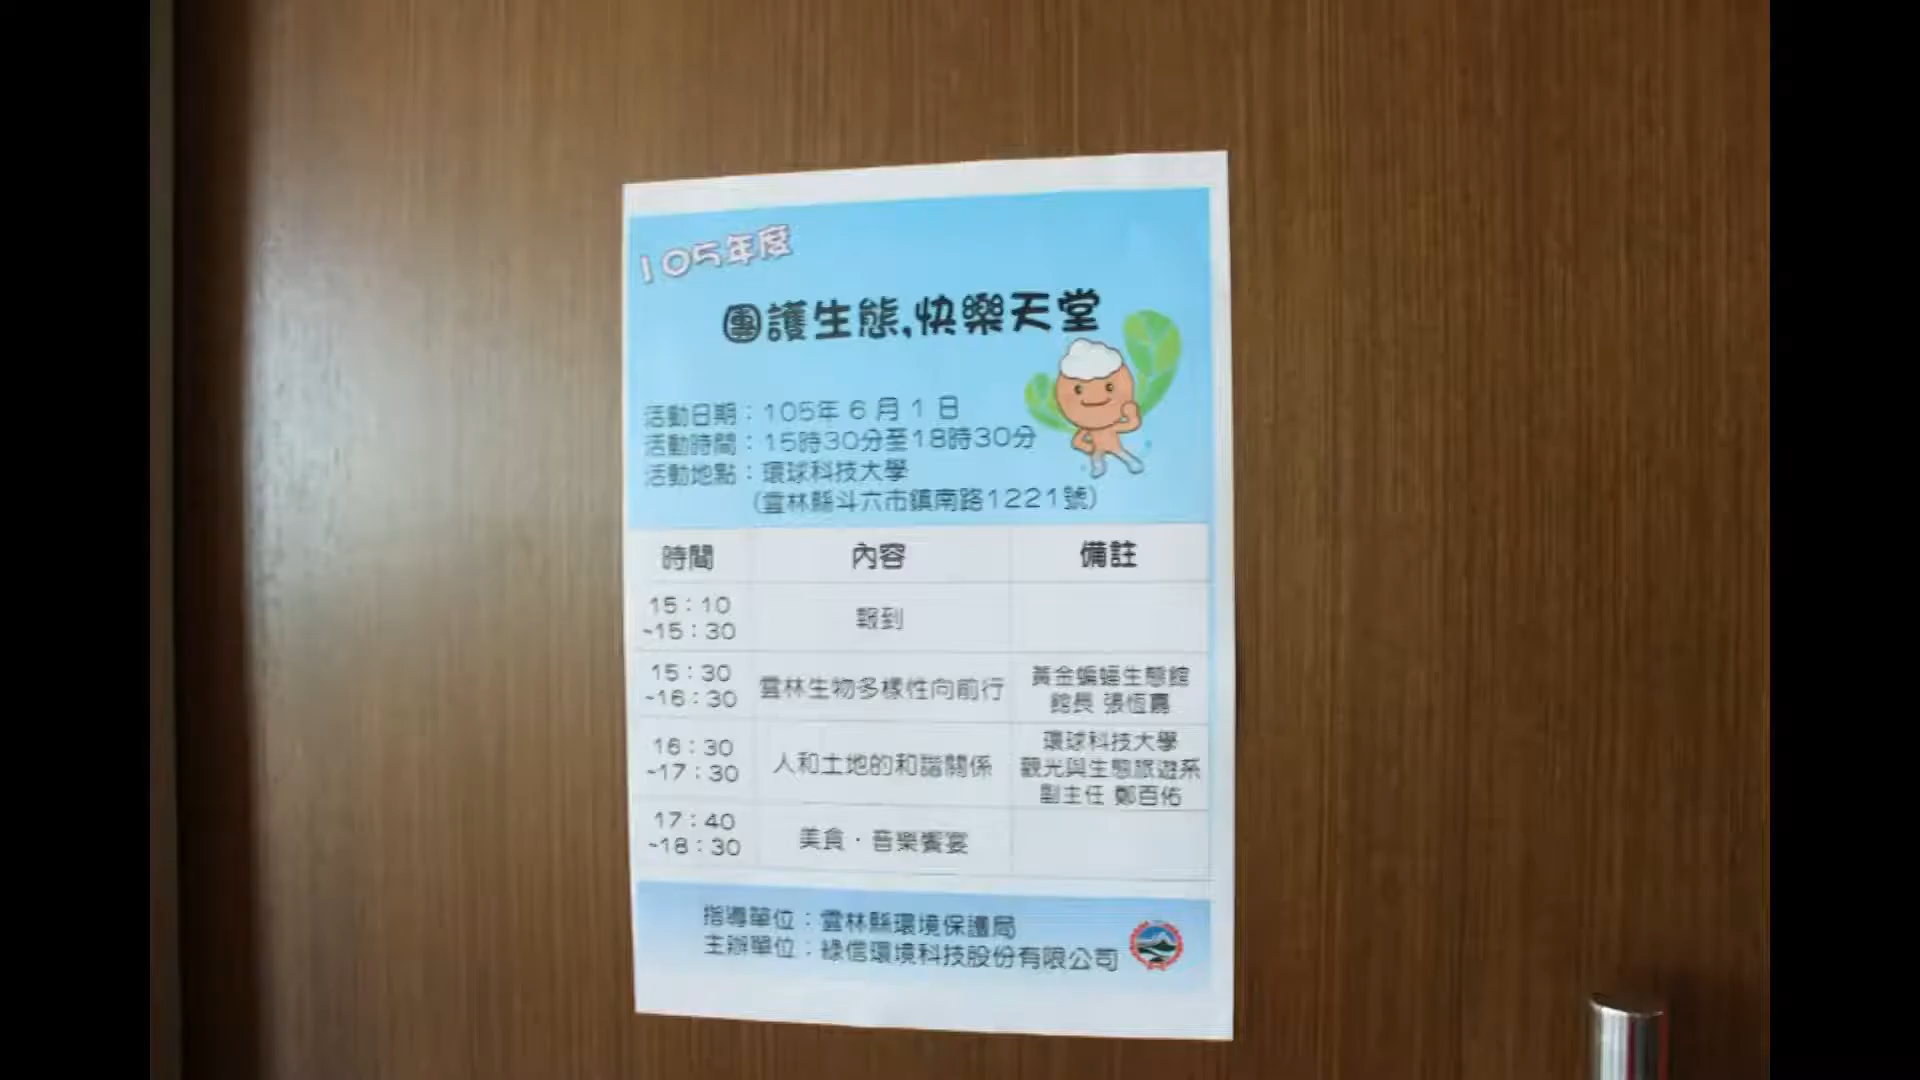 105年度
團護生態,快樂天堂
活動日期：105年6月1日
活動時間：15時30分至18時30分
活動地點：環球科技大學
(雲林縣斗六市鎮南路1221號)
時間 內容 備註
15：10
~15：30 報到
15：30
~16：30 雲林生物多樣性向前行 黃金蝙蝠生態館
館長 張恆嘉
16：30
~17：30 人和土地的和諧關係 環球科技大學
觀光與生態旅遊系
副主任 鄭百佑
17：40
~18：30 美食．音樂饗宴
指導單位：雲林縣環境保護局
主辦單位：綠信環境科技股份有限公司